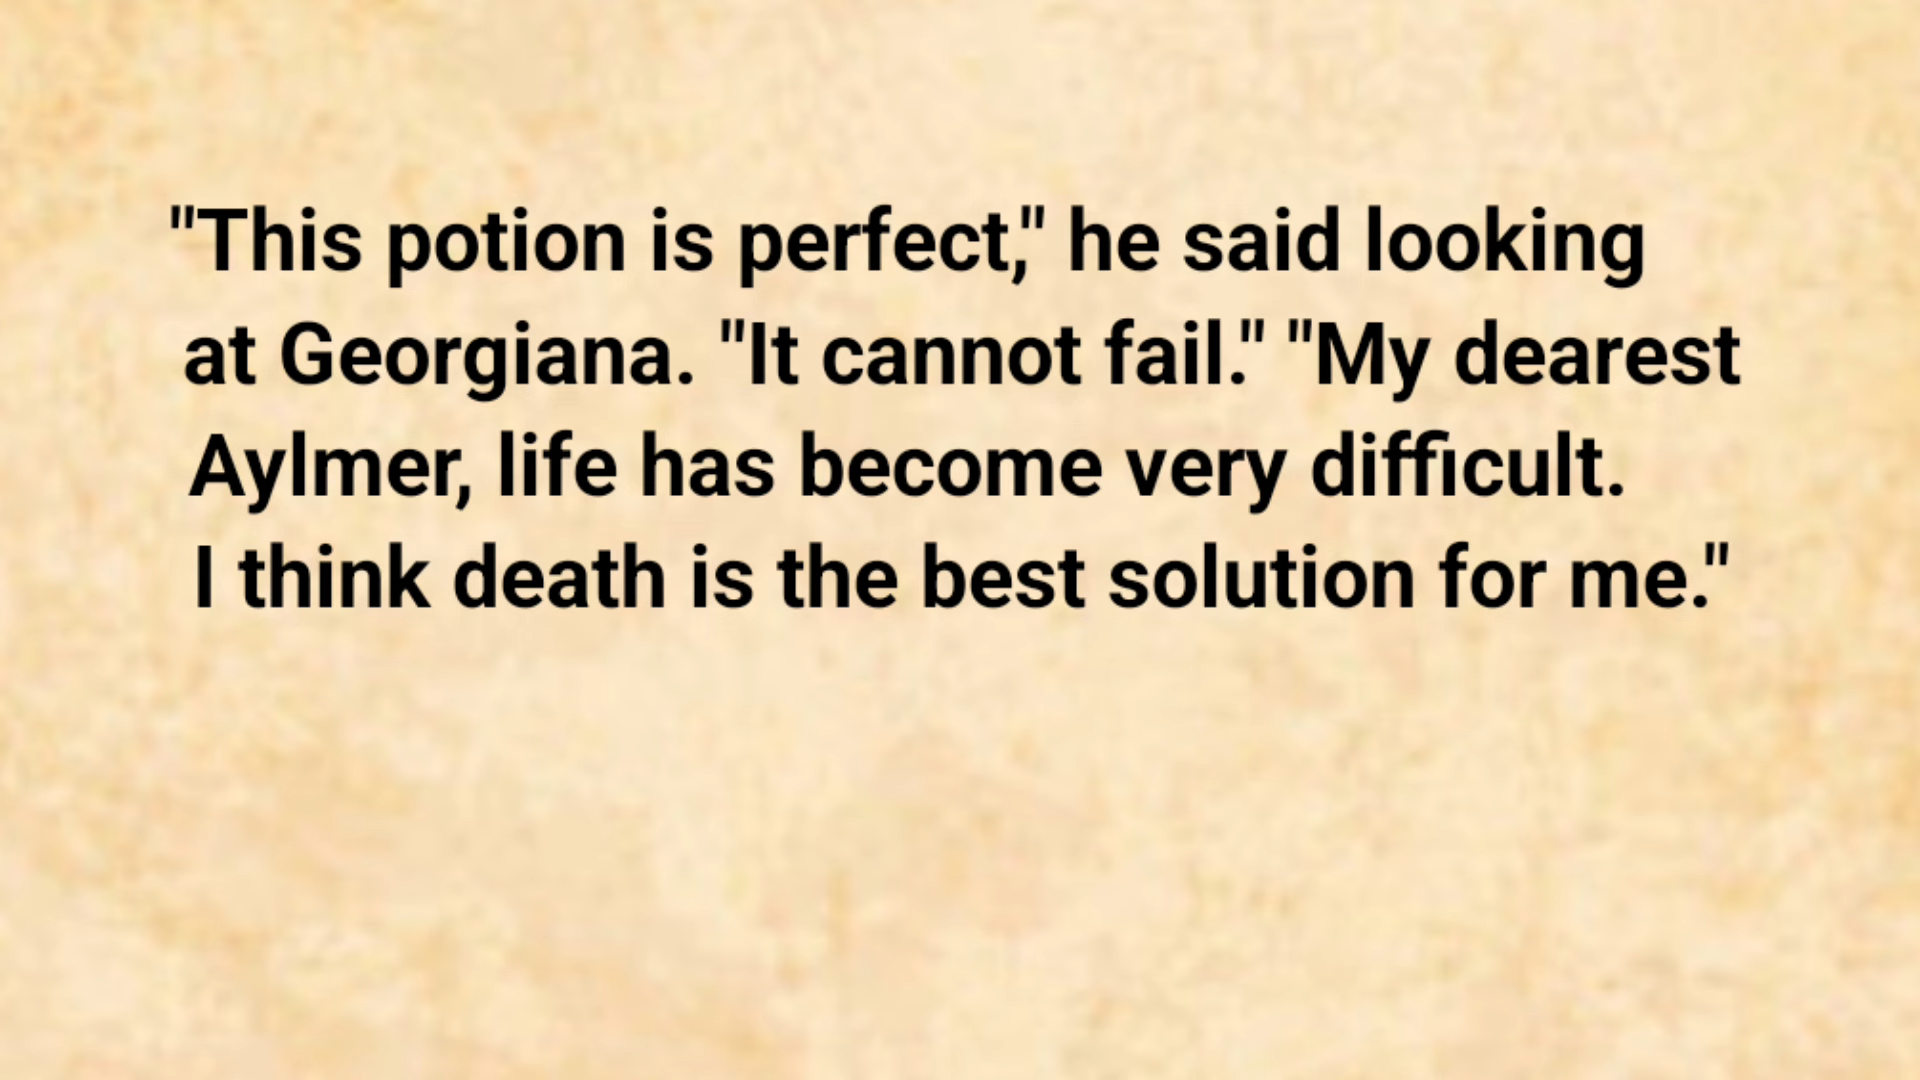 "This potion is perfect," he said looking
at Georgiana. "It cannot fail." "My dearest
Aylmer, life has become very difficult.
I think death is the best solution for me."